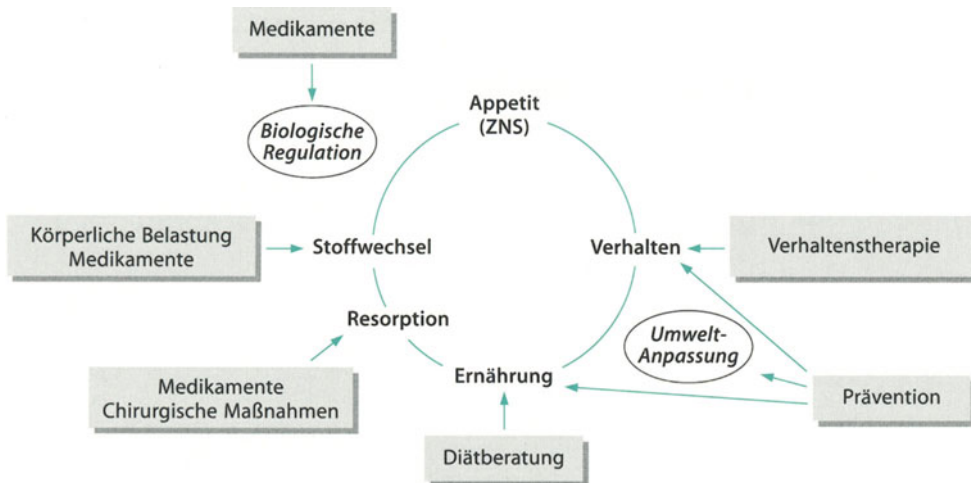 Medikamente
Biologische
Regulation
Appetit
(ZNS)
Körperliche Belastung
Medikamente
Stoffwechsel
Verhalten
Verhaltenstherapie
Resorption
Umwelt-
Anpassung
Medikamente
Chirurgische Maßnahmen
Ernährung
Prävention
Diätberatung